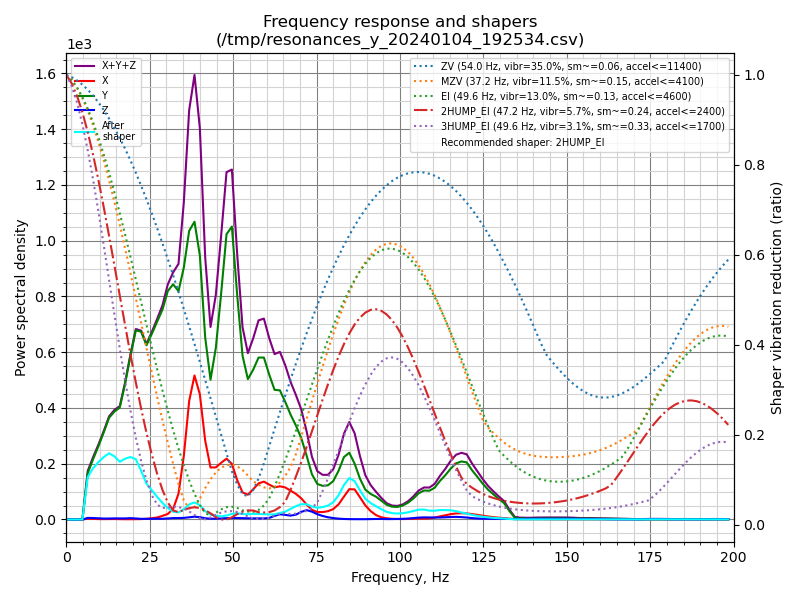 Frequency response and shapers
(/tmp/resonances_y_20240104_192534.csv)
1e3
X+Y+Z
X
Y
Z
After
shaper
ZV (54.0 Hz, vibr=35.0%, sm~=0.06, accel<=11400)
MZV (37.2 Hz, vibr=11.5%, sm~=0.15, accel<=4100)
EI (49.6 Hz, vibr=13.0%, sm~=0.13, accel<=4600)
2HUMP_EI (47.2 Hz, vibr=5.7%, sm~=0.24, accel<=2400)
3HUMP_EI (49.6 Hz, vibr=3.1%, sm~=0.33, accel<=1700)
Recommended shaper: 2HUMP_EI
Power spectral density
1.6
1.4
1.2
1.0
0.8
0.6
0.4
0.2
0.0
1.0
0.8
0.6
0.4
0.2
0.0
Shaper vibration reduction (ratio)
0 25 50 75 100 125 150 175 200
Frequency, Hz